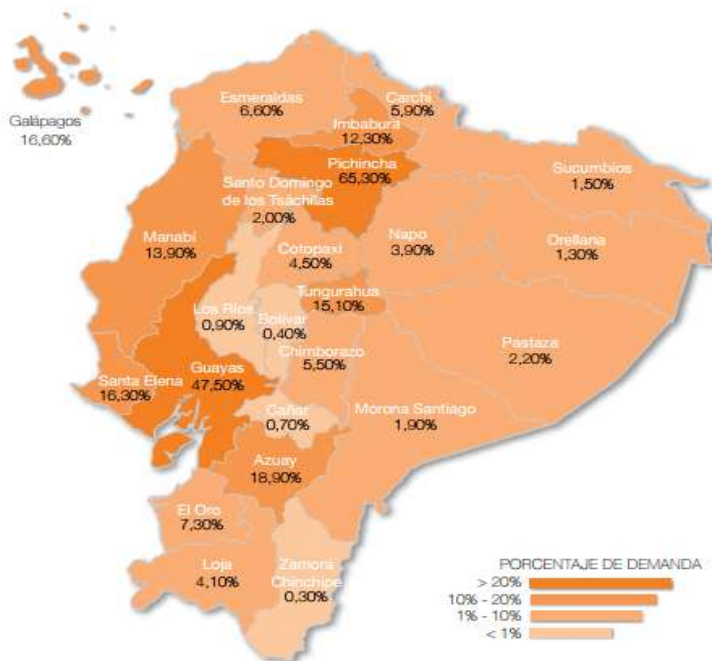 Galápagos
16,60%
Esmeraldas
6,60%
Carchi
5,90%
Imbabura
12,30%
Pichincha
65,30%
Sucumbios
1,50%
Santo Domingo
de los Tsáchilas
2,00%
Manabí
13,90%
Cotopaxi
4,50%
Napo
3,90%
Orellana
1,30%
Tungurahus
15,10%
Los Ríos
0,90%
Bolívar
0,40%
Chimborazo
5,50%
Pastaza
2,20%
Guayas
47,50%
Santa Elena
16,30%
Cañar
0,70%
Morona Santiago
1,90%
Azuay
18,90%
El Oro
7,30%
Loja
4,10%
Zamora
Chinchipe
0,30%
PORCENTAJE DE DEMANDA
> 20%
10% - 20%
1% - 10%
< 1%